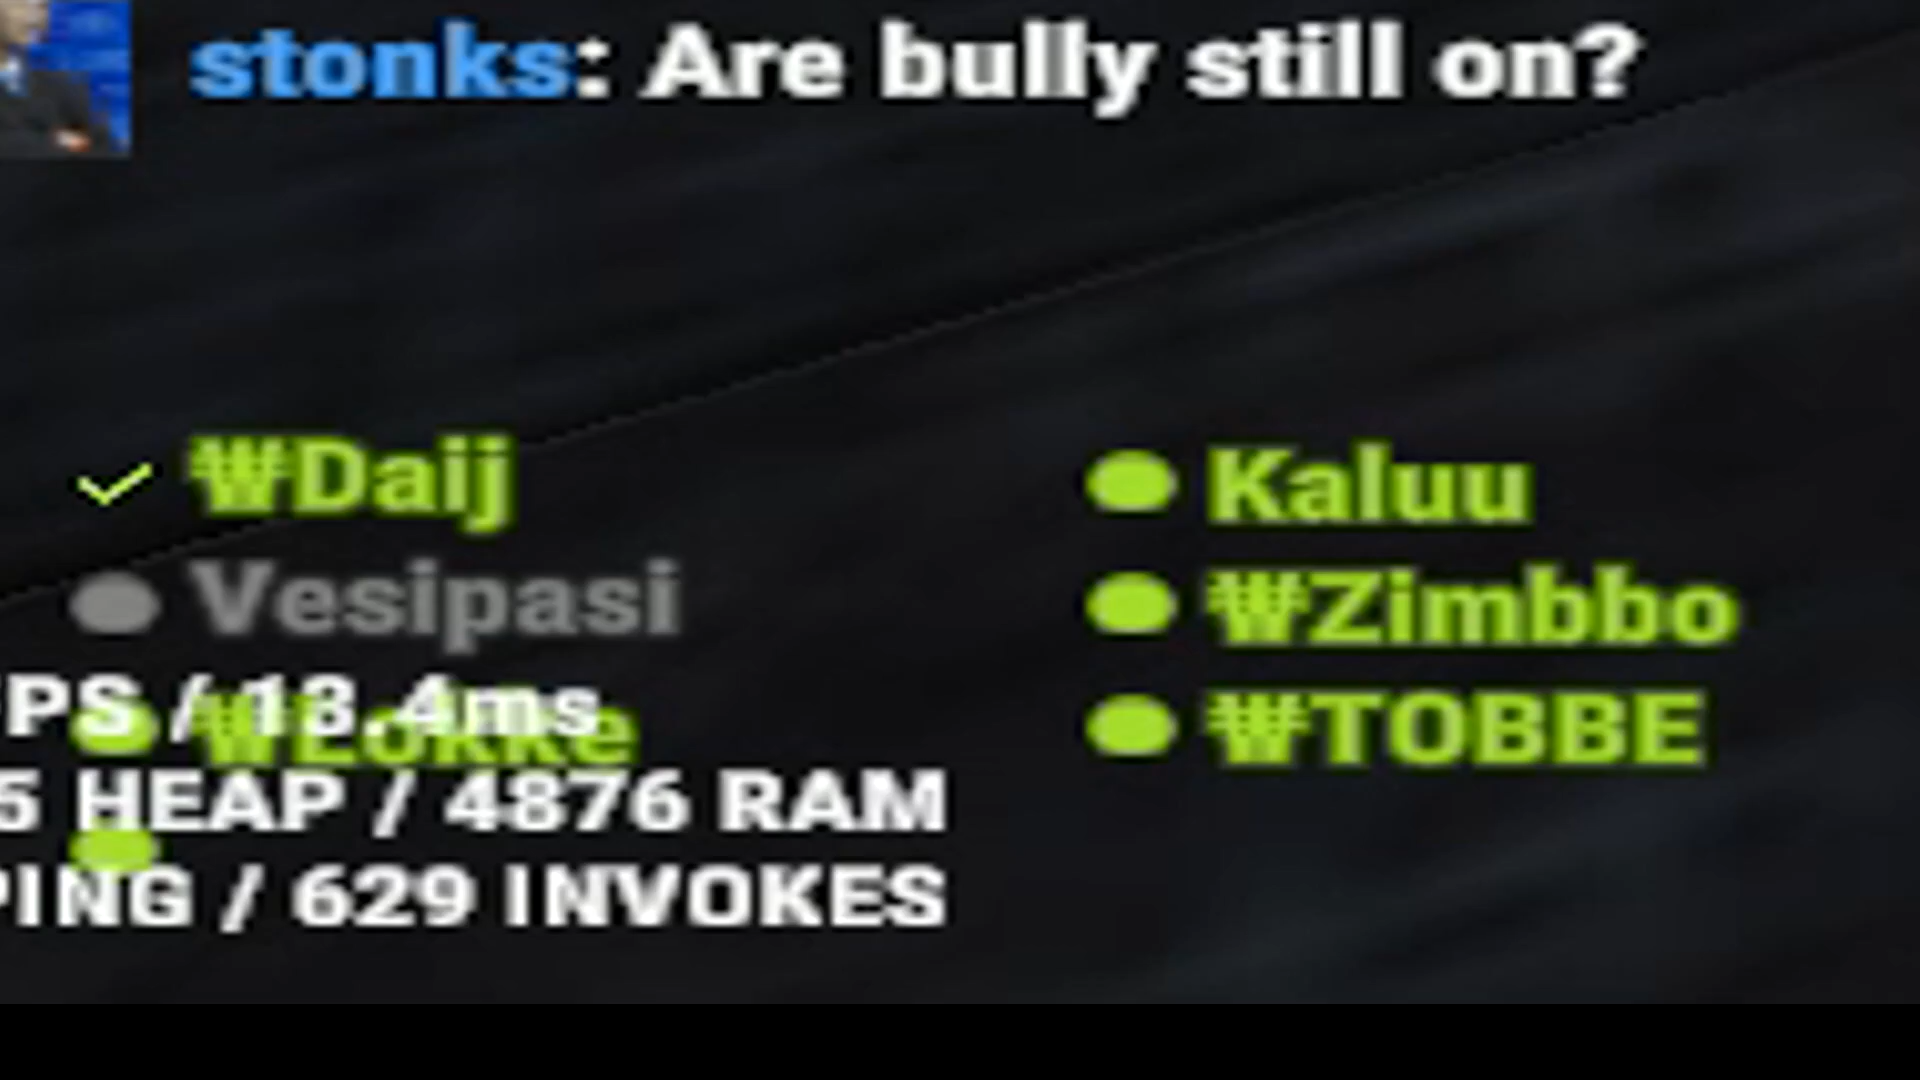 stonks: Are bully still on?
₩Daij
Kaluu
Vesipasi
₩Zimbbo
PS / 13.4ms
₩Lokke
₩TOBBE
5 HEAP / 4876 RAM
PING / 629 INVOKES